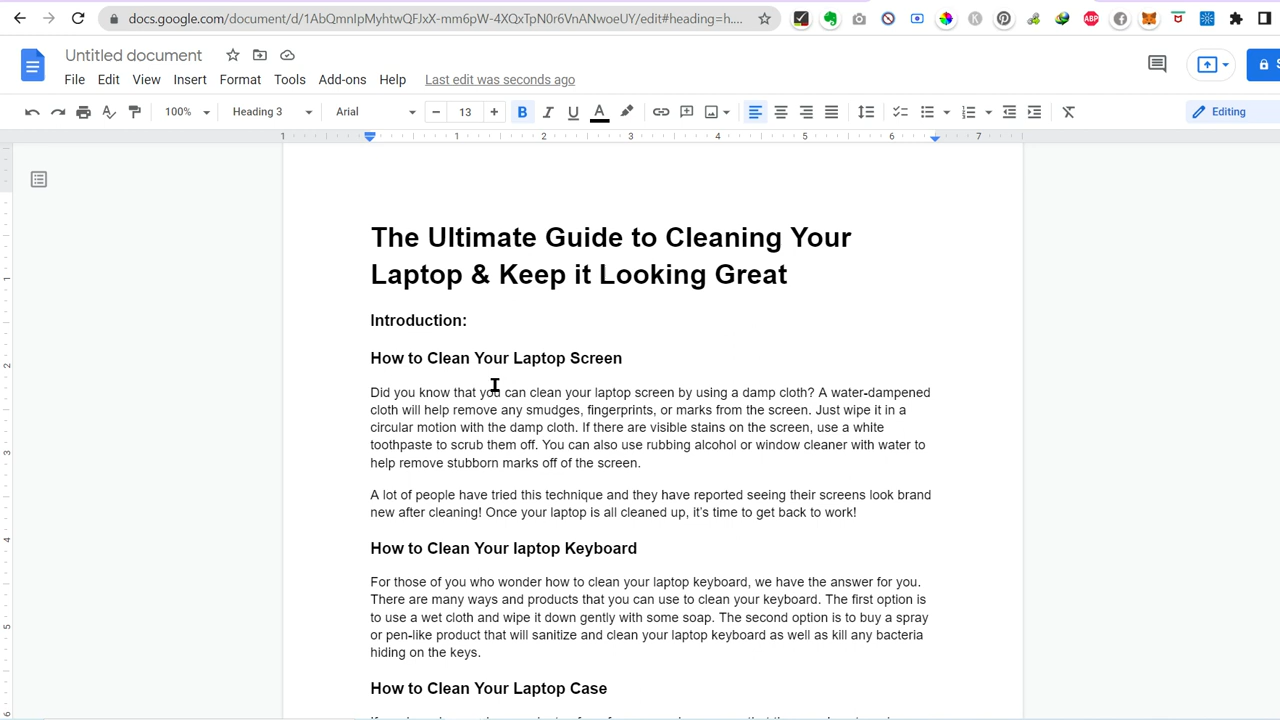 docs.google.com/document/d/1AbQmnIpMyhtwQFJxX-mm6pW-4XQxTpN0r6VnANwoeUY/edit#heading=h....
Untitled document
File Edit View Insert Format Tools Add-ons Help Last edit was seconds ago
100% Heading 3 Arial - 13 + B I U A Editing
1 1 2 3 4 5 6 7
The Ultimate Guide to Cleaning Your
Laptop & Keep it Looking Great
Introduction:
How to Clean Your Laptop Screen
Did you know that you can clean your laptop screen by using a damp cloth? A water-dampened
cloth will help remove any smudges, fingerprints, or marks from the screen. Just wipe it in a
circular motion with the damp cloth. If there are visible stains on the screen, use a white
toothpaste to scrub them off. You can also use rubbing alcohol or window cleaner with water to
help remove stubborn marks off of the screen.
A lot of people have tried this technique and they have reported seeing their screens look brand
new after cleaning! Once your laptop is all cleaned up, it's time to get back to work!
How to Clean Your laptop Keyboard
For those of you who wonder how to clean your laptop keyboard, we have the answer for you.
There are many ways and products that you can use to clean your keyboard. The first option is
to use a wet cloth and wipe it down gently with some soap. The second option is to buy a spray
or pen-like product that will sanitize and clean your laptop keyboard as well as kill any bacteria
hiding on the keys.
How to Clean Your Laptop Case